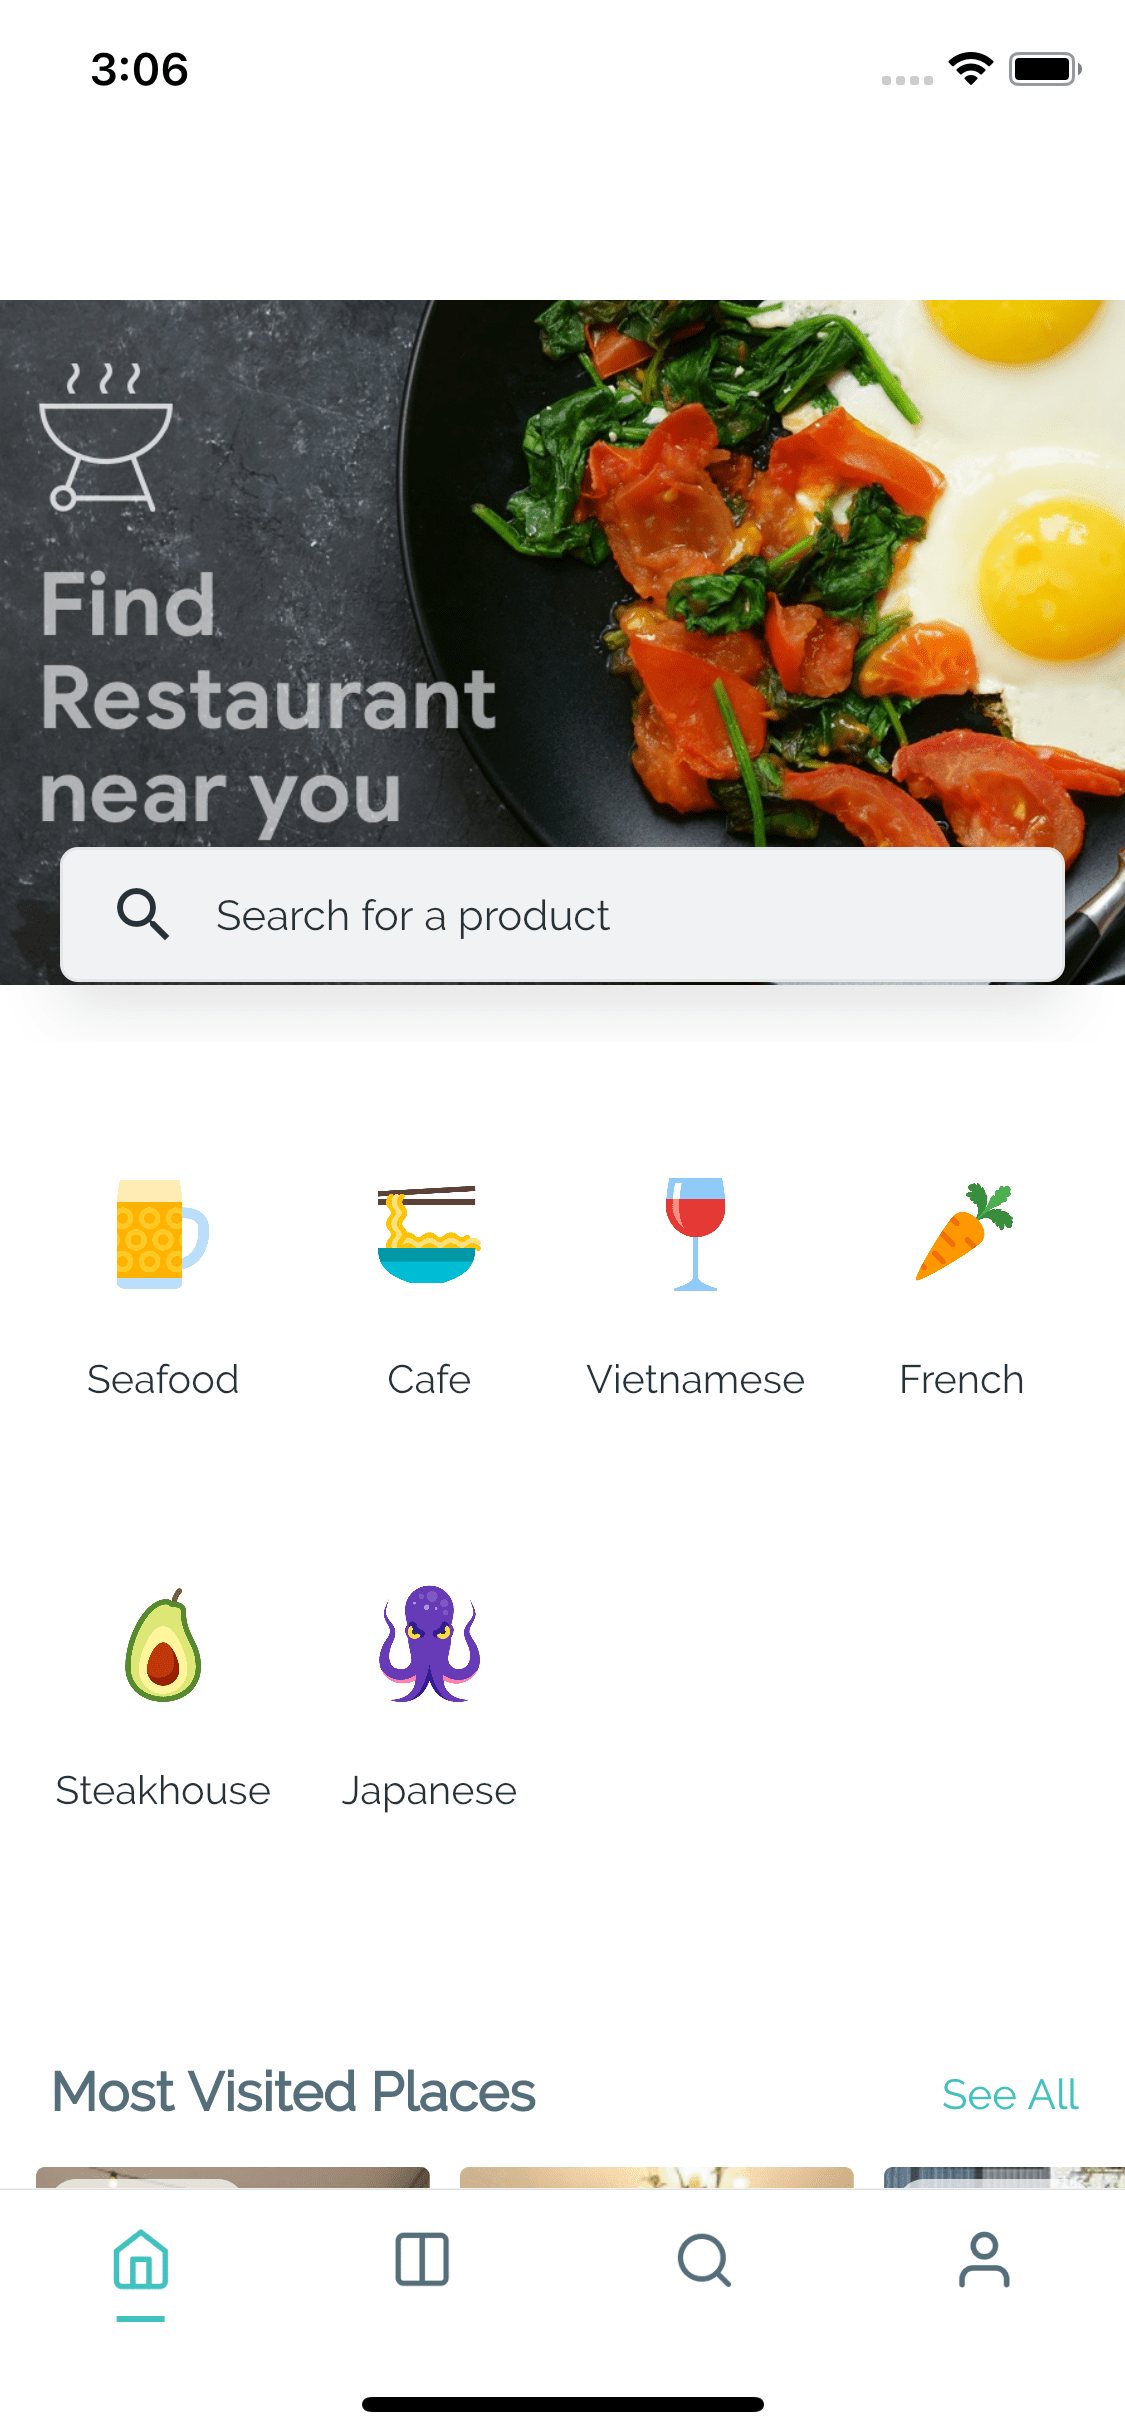 3:06
Find
Restaurant
near you
Search for a product
Seafood
Cafe
Vietnamese
French
Steakhouse
Japanese
Most Visited Places
See All